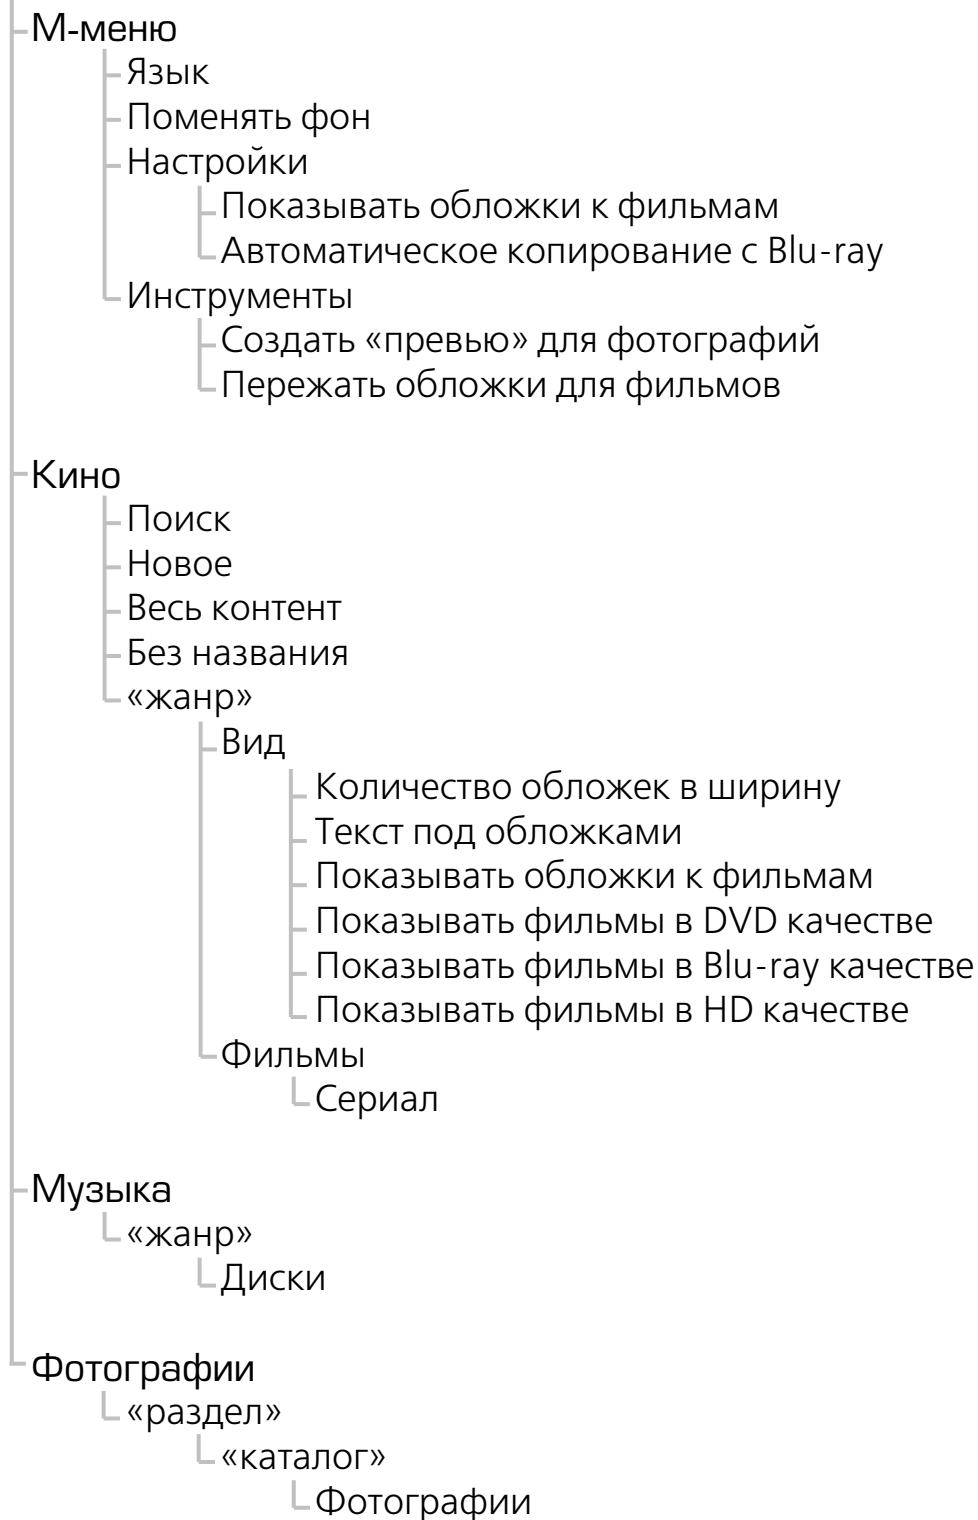 М-меню
Язык
Поменять фон
Настройки
Показывать обложки к фильмам
Автоматическое копирование с Blu-ray
Инструменты
Создать «превью» для фотографий
Пережать обложки для фильмов
Кино
Поиск
Новое
Весь контент
Без названия
«жанр»
Вид
Количество обложек в ширину
Текст под обложками
Показывать обложки к фильмам
Показывать фильмы в DVD качестве
Показывать фильмы в Blu-ray качестве
Показывать фильмы в HD качестве
Фильмы
Сериал
Музыка
«жанр»
Диски
Фотографии
«раздел»
«каталог»
Фотографии